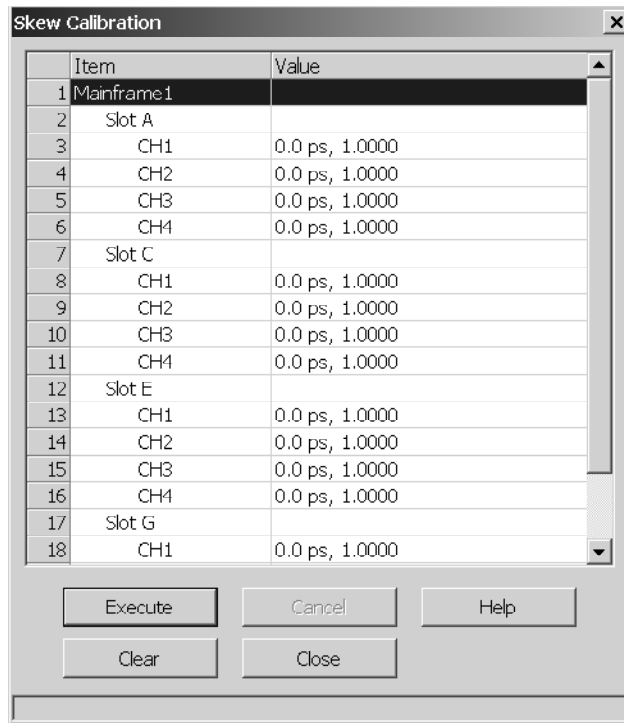 Skew Calibration
Item Value
1 Mainframe1
2 Slot A
3 CH1 0.0 ps, 1.0000
4 CH2 0.0 ps, 1.0000
5 CH3 0.0 ps, 1.0000
6 CH4 0.0 ps, 1.0000
7 Slot C
8 CH1 0.0 ps, 1.0000
9 CH2 0.0 ps, 1.0000
10 CH3 0.0 ps, 1.0000
11 CH4 0.0 ps, 1.0000
12 Slot E
13 CH1 0.0 ps, 1.0000
14 CH2 0.0 ps, 1.0000
15 CH3 0.0 ps, 1.0000
16 CH4 0.0 ps, 1.0000
17 Slot G
18 CH1 0.0 ps, 1.0000
Execute Cancel Help
Clear Close